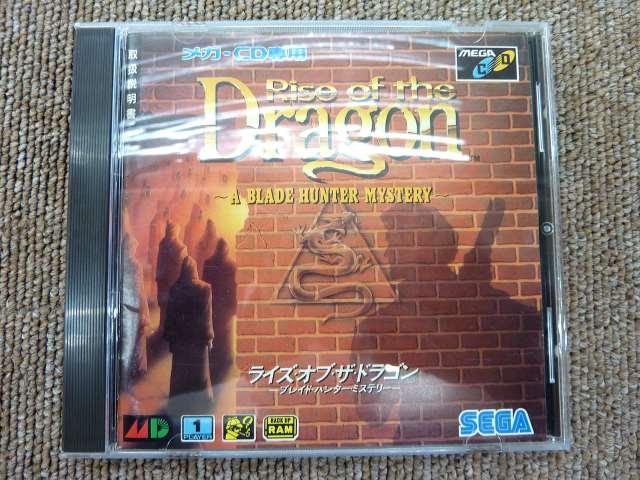 取扱説明書
メガ-CD専用
MEGA
CD
Rise of the
Dragon
TM
~A BLADE HUNTER MYSTERY~
ライズ・オブ・ザ・ドラゴン
ブレイド・ハンターミステリー
MD
1
PLAYER
BACK UP
RAM
SEGA